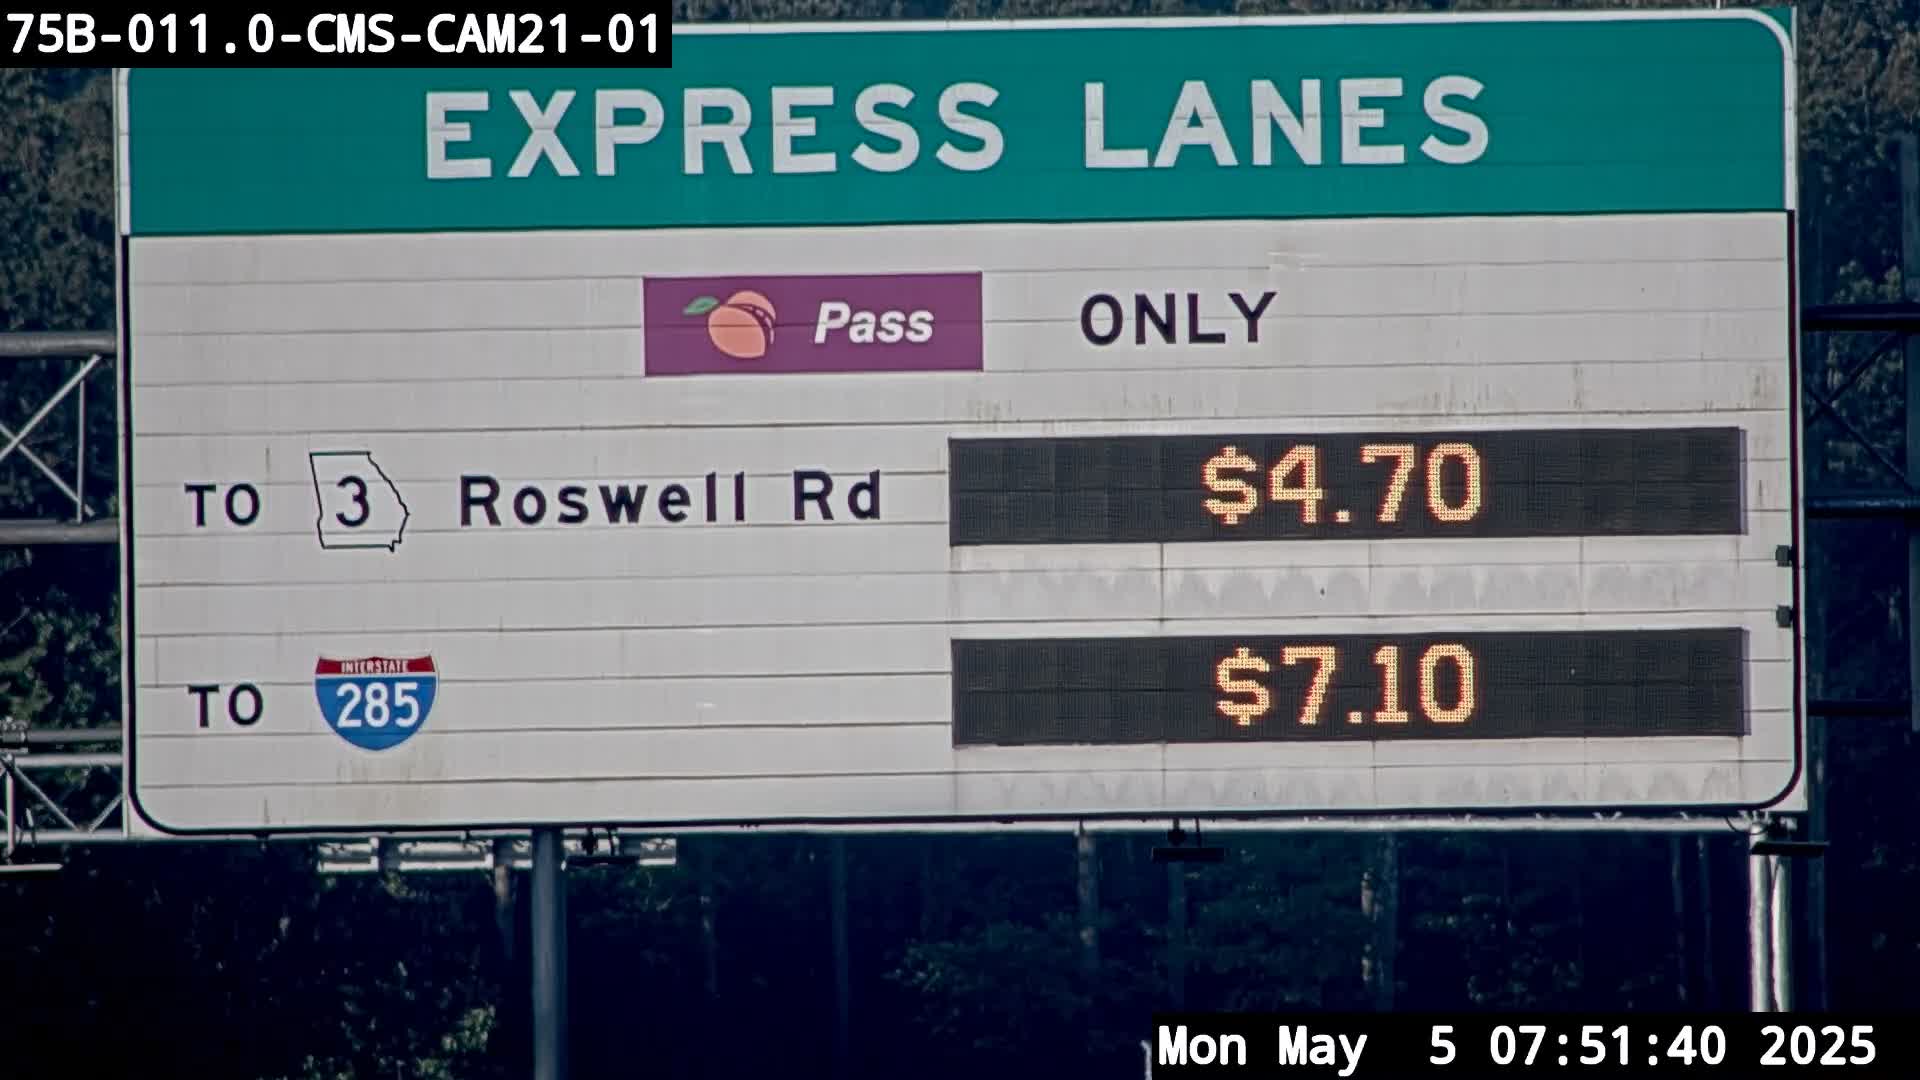 75B-011.0-CMS-CAM21-01
EXPRESS LANES
Pass ONLY
TO 3 Roswell Rd $4.70
TO INTERSTATE 285 $7.10
Mon May 5 07:51:40 2025